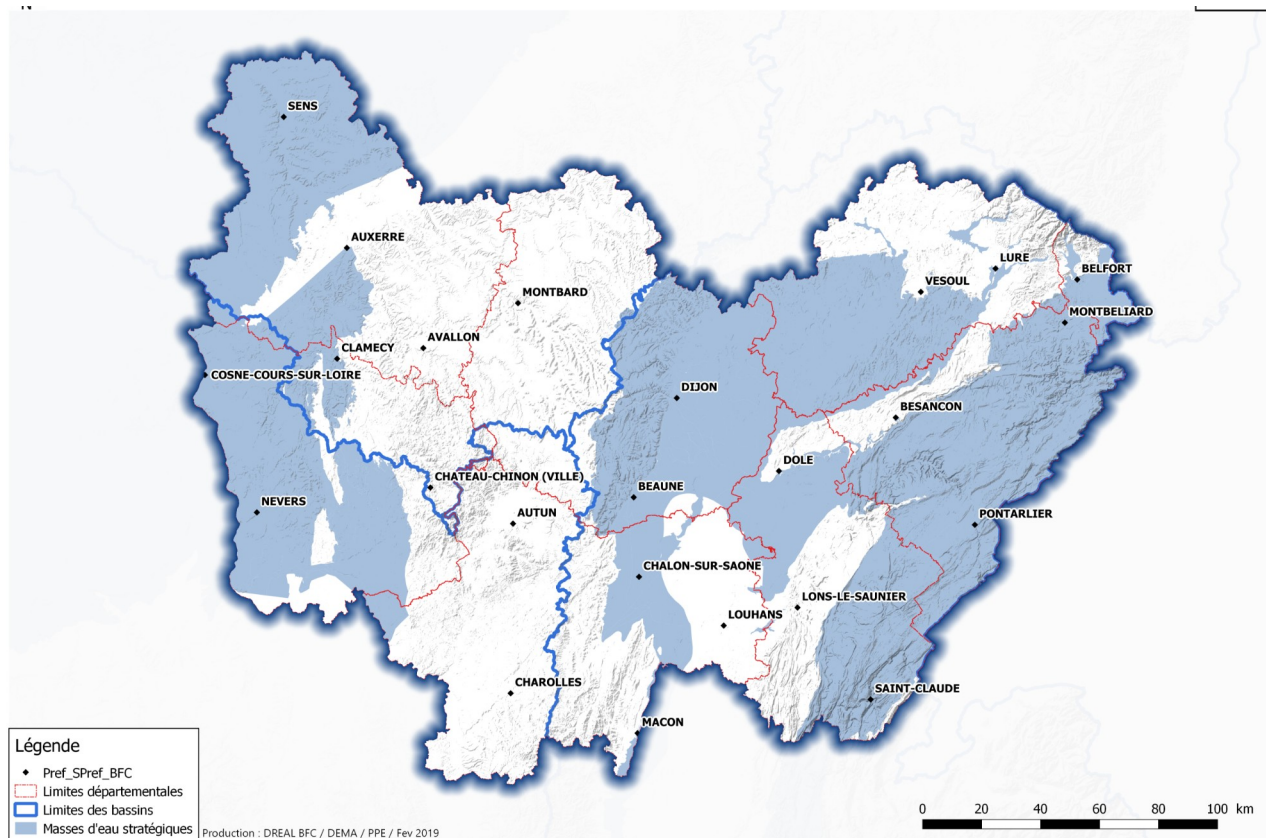 SENS
AUXERRE
LURE
BELFORT
VESOUL
MONTBARD
MONTBELIARD
AVALLON
CLAMECY
COSNE-COURS-SUR-LOIRE
DIJON
BESANCON
DOLE
CHATEAU-CHINON (VILLE)
BEAUNE
NEVERS
AUTUN
PONTARLIER
CHALON-SUR-SAONE
LONS-LE-SAUNIER
LOUHANS
CHAROLLES
SAINT-CLAUDE
MACON
Légende
Pref_SPref_BFC
Limites départementales
Limites des bassins
Masses d'eau stratégiques
Production : DREAL BFC / DEMA / PPE / Fev 2019
0 20 40 60 80 100 km